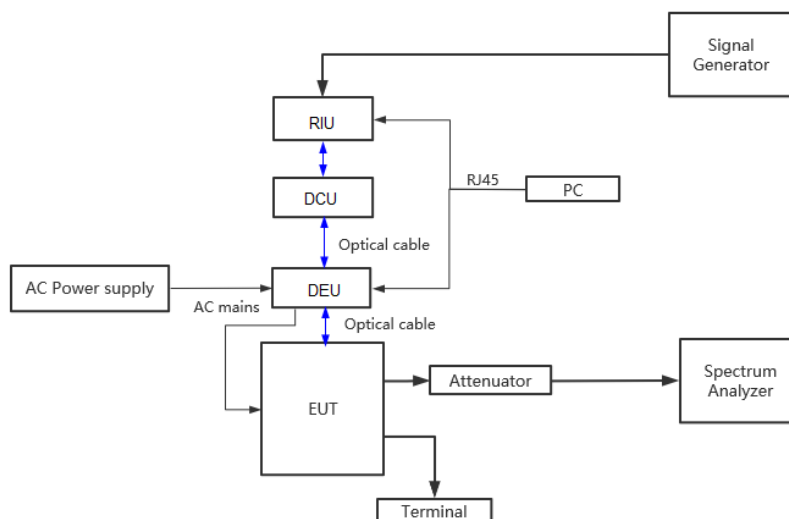 Signal
Generator
RIU
RJ45
PC
DCU
Optical cable
AC Power supply
DEU
AC mains
Optical cable
EUT
Attenuator
Spectrum
Analyzer
Terminal